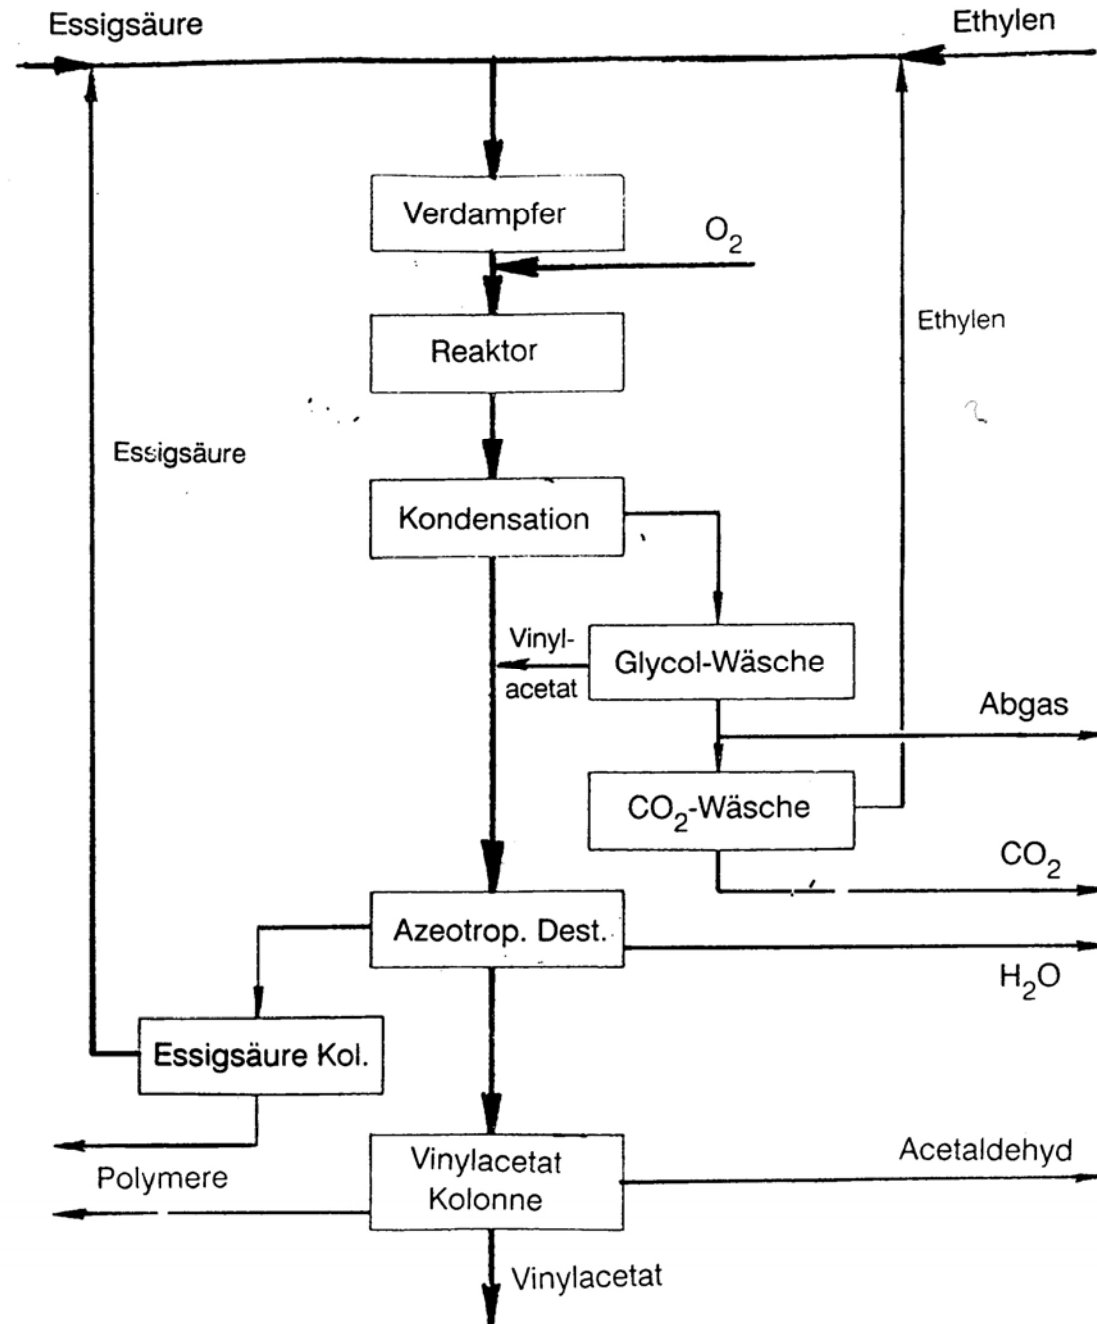 Essigsäure
Ethylen
Verdampfer
O₂
Reaktor
Ethylen
Essigsäure
Kondensation
Vinyl-
acetat
Glycol-Wäsche
Abgas
CO₂-Wäsche
CO₂
Azeotrop. Dest.
H₂O
Essigsäure Kol.
Polymere
Vinylacetat
Kolonne
Acetaldehyd
Vinylacetat